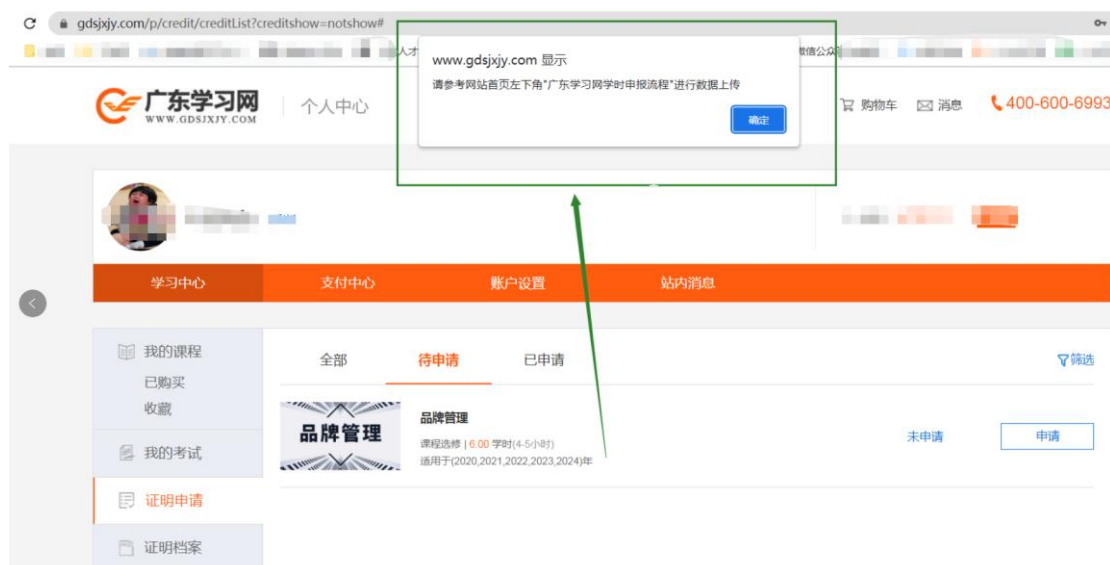 gdsjxjy.com/p/credit/creditList?creditshow=notshow#
人才
微信公众
www.gdsjxjy.com 显示
请参考网站首页左下角"广东学习网学时申报流程"进行数据上传
确定
广东学习网
WWW.GDSJXJY.COM
个人中心
购物车
消息
400-600-6993
学习中心
支付中心
账户设置
站内消息
我的课程
已购买
收藏
我的考试
证明申请
证明档案
全部
待申请
已申请
筛选
品牌管理
品牌管理
课程选修 | 6.00 学时(4-5小时)
适用于(2020,2021,2022,2023,2024)年
未申请
申请